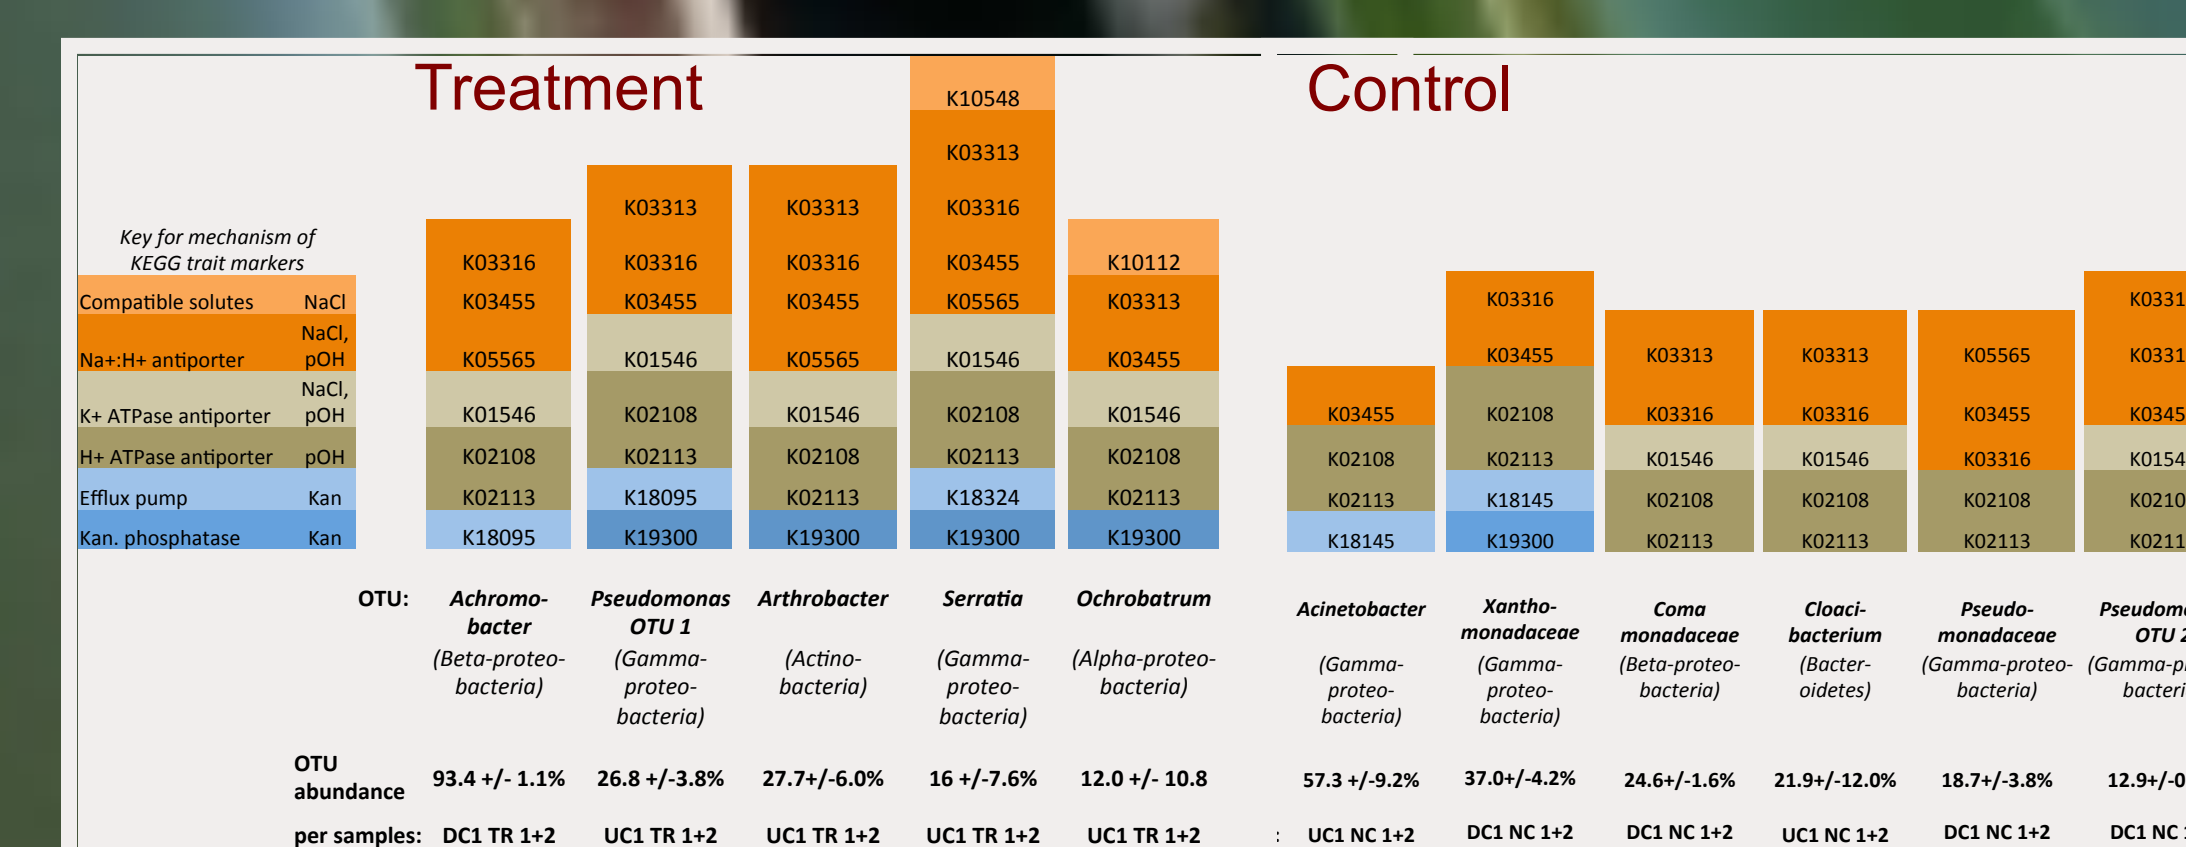 Treatment
Control
K10548
K03313
K03313 K03313 K03316
Key for mechanism of
KEGG trait markers
K03316 K03316 K03316 K03455 K10112
Compatible solutes NaCl K03455 K03455 K03455 K05565 K03313 K03316
NaCl,
Na+:H+ antiporter pOH K05565 K01546 K05565 K01546 K03455 K03455 K03313 K03313 K05565
NaCl,
K+ ATPase antiporter pOH K01546 K02108 K01546 K02108 K01546 K03455 K02108 K03316 K03316 K03455
H+ ATPase antiporter pOH K02108 K02113 K02108 K02113 K02108 K02108 K02113 K01546 K01546 K03316
Efflux pump Kan K02113 K18095 K02113 K18324 K02113 K02113 K18145 K02108 K02108 K02108
Kan. phosphatase Kan K18095 K19300 K19300 K19300 K19300 K18145 K19300 K02113 K02113 K02113
OTU: Achromo- Pseudomonas Arthrobacter Serratia Ochrobatrum Acinetobacter Xantho- Coma Cloaci- Pseudo-
bacter OTU 1 monadaceae monadaceae bacterium monadaceae OTU 2
(Beta-proteo- (Gamma- (Actino- (Gamma- (Alpha-proteo- (Gamma- (Gamma- (Beta-proteo- (Bacter- (Gamma-proteo-
bacteria) proteo- bacteria) proteo- bacteria) proteo- proteo- bacteria) oidetes) bacteria)
bacteria) bacteria) bacteria) bacteria)
OTU
abundance 93.4 +/- 1.1% 26.8 +/-3.8% 27.7+/-6.0% 16 +/-7.6% 12.0 +/- 10.8 57.3 +/-9.2% 37.0+/-4.2% 24.6+/-1.6% 21.9+/-12.0% 18.7+/-3.8%
per samples: DC1 TR 1+2 UC1 TR 1+2 UC1 TR 1+2 UC1 TR 1+2 UC1 TR 1+2 : UC1 NC 1+2 DC1 NC 1+2 DC1 NC 1+2 UC1 NC 1+2 DC1 NC 1+2 DC1 NC